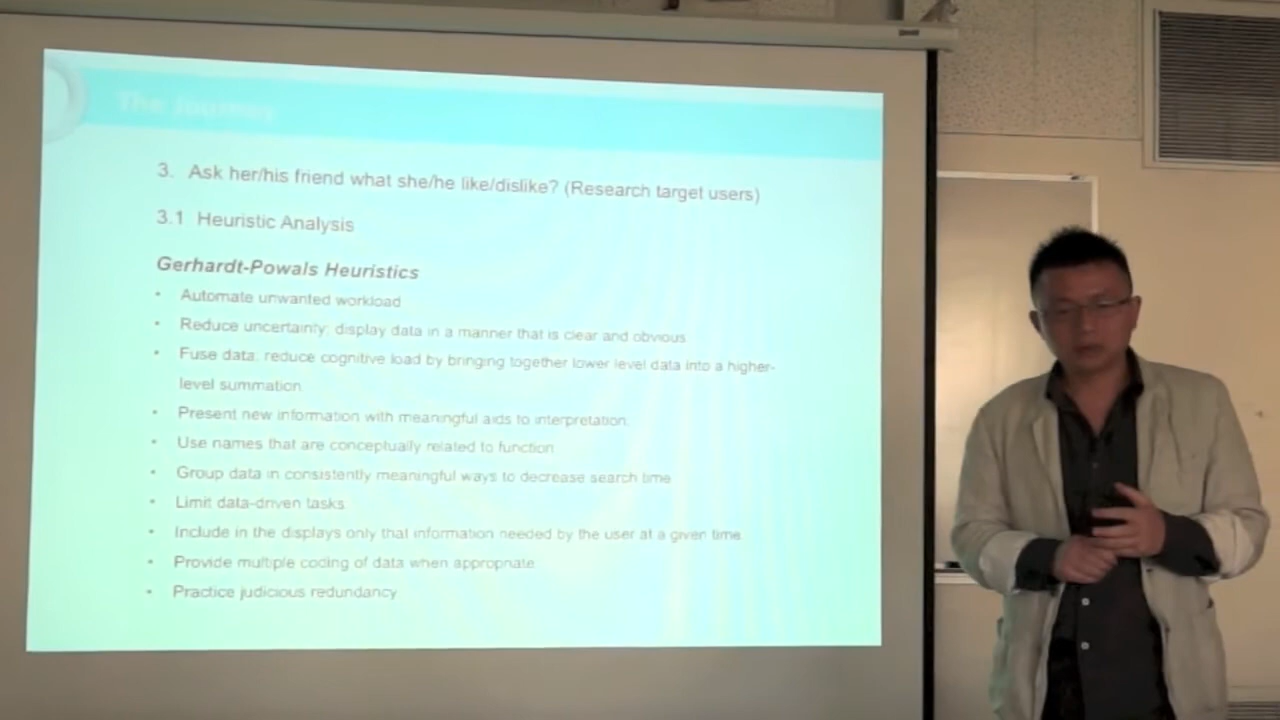 The Journey
3. Ask her/his friend what she/he like/dislike? (Research target users)
3.1 Heuristic Analysis
Gerhardt-Powals Heuristics
• Automate unwanted workload
• Reduce uncertainty: display data in a manner that is clear and obvious
• Fuse data: reduce cognitive load by bringing together lower level data into a higher-
level summation.
• Present new information with meaningful aids to interpretation.
• Use names that are conceptually related to function
• Group data in consistently meaningful ways to decrease search time
• Limit data-driven tasks.
• Include in the displays only that information needed by the user at a given time.
• Provide multiple coding of data when appropriate
• Practice judicious redundancy